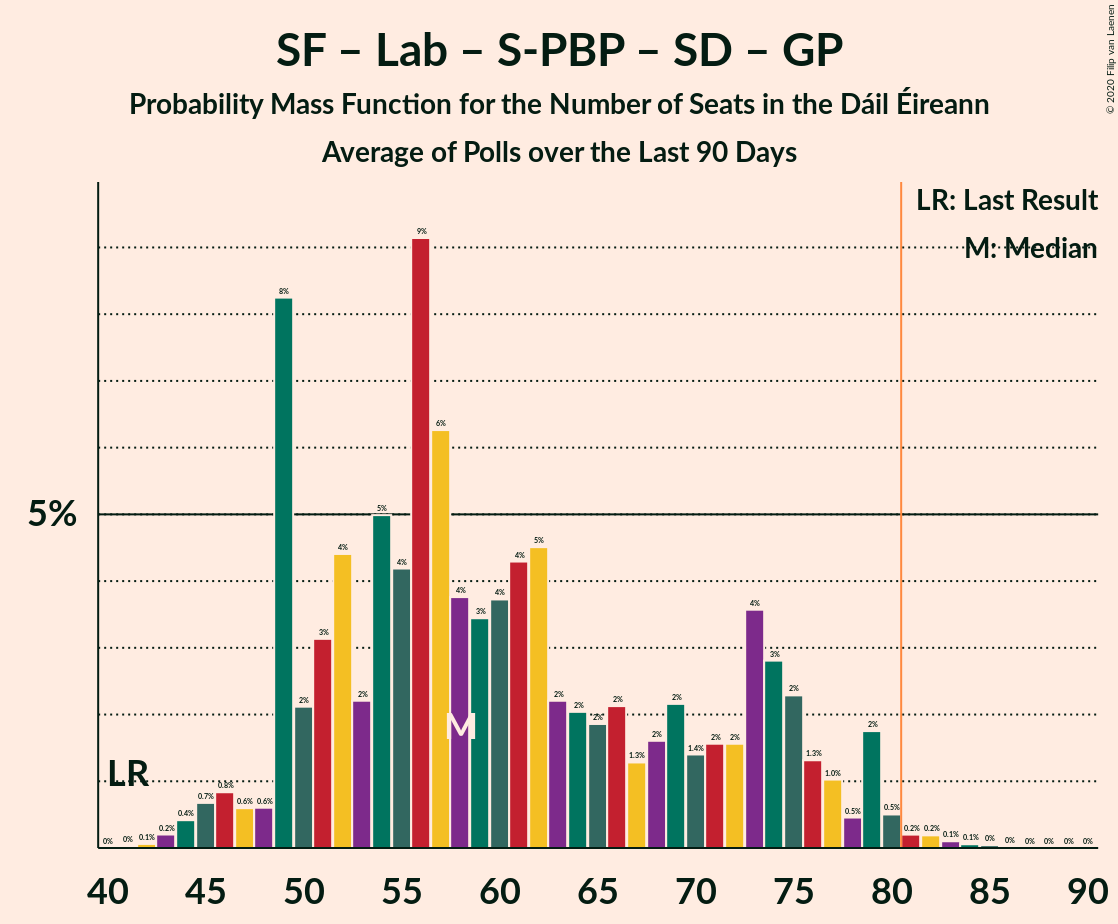 SF – Lab – S-PBP – SD – GP
Probability Mass Function for the Number of Seats in the Dáil Éireann
Average of Polls over the Last 90 Days
© 2020 Filip van Laenen
LR: Last Result
M: Median
5%
LR
M
0% 0% 0.1% 0.2% 0.4% 0.7% 0.8% 0.6% 0.6% 8% 2% 3% 4% 2% 5% 4% 9% 6% 4% 3% 4% 4% 5% 2% 2% 2% 2% 1.3% 2% 2% 1.4% 2% 2% 4% 3% 2% 1.3% 1.0% 0.5% 2% 0.5% 0.2% 0.2% 0.1% 0.1% 0% 0% 0% 0% 0% 0%
40 45 50 55 60 65 70 75 80 85 90